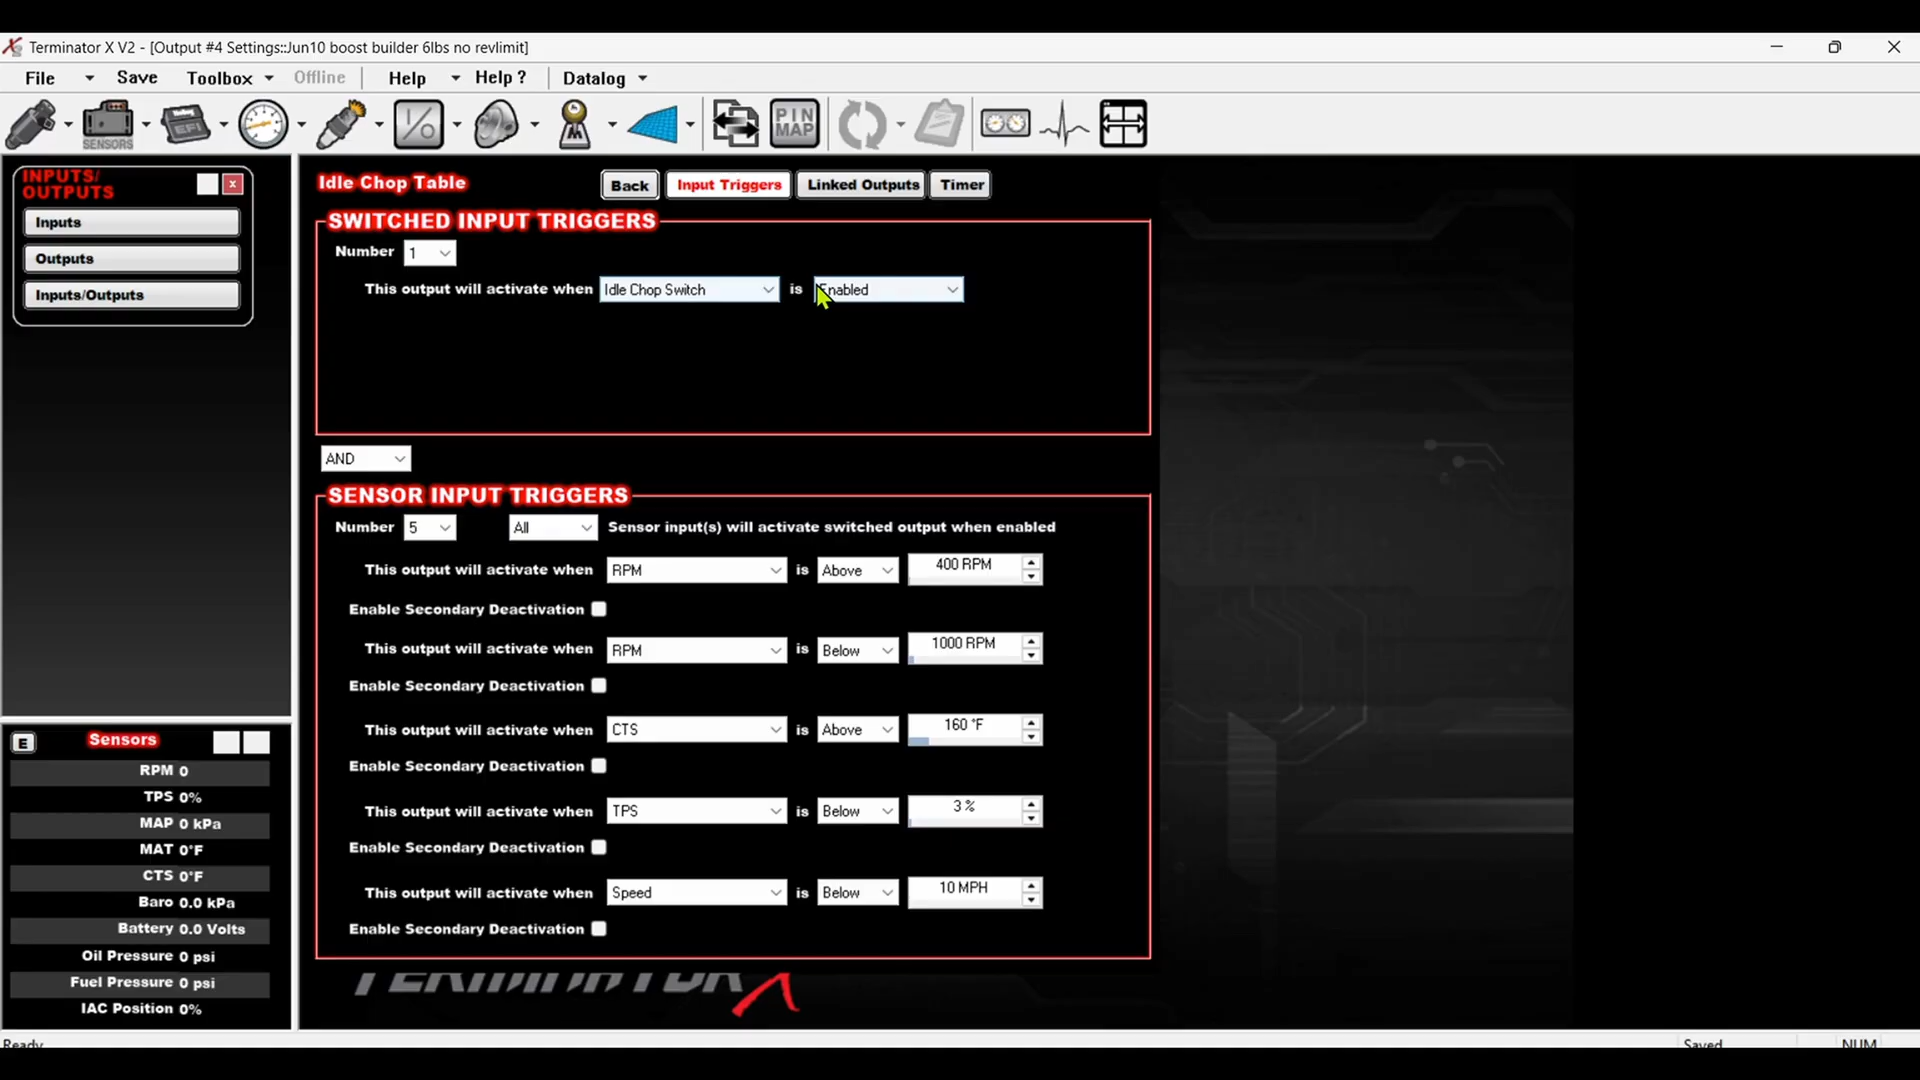 Terminator X V2 - [Output #4 Settings::Jun10 boost builder 6lbs no revlimit]
File Save Toolbox Offline Help Help ? Datalog
SENSORS
EFI
I/O
PIN MAP
INPUTS/
OUTPUTS
Inputs
Outputs
Inputs/Outputs
Idle Chop Table Back Input Triggers Linked Outputs Timer
SWITCHED INPUT TRIGGERS
Number 1
This output will activate when Idle Chop Switch is Enabled
AND
SENSOR INPUT TRIGGERS
Number 5 All Sensor input(s) will activate switched output when enabled
This output will activate when RPM is Above 400 RPM
Enable Secondary Deactivation
This output will activate when RPM is Below 1000 RPM
Enable Secondary Deactivation
This output will activate when CTS is Above 160 °F
Enable Secondary Deactivation
This output will activate when TPS is Below 3 %
Enable Secondary Deactivation
This output will activate when Speed is Below 10 MPH
Enable Secondary Deactivation
TERMINATOR X
E Sensors
RPM 0
TPS 0%
MAP 0 kPa
MAT 0°F
CTS 0°F
Baro 0.0 kPa
Battery 0.0 Volts
Oil Pressure 0 psi
Fuel Pressure 0 psi
IAC Position 0%
Ready Saved NUM